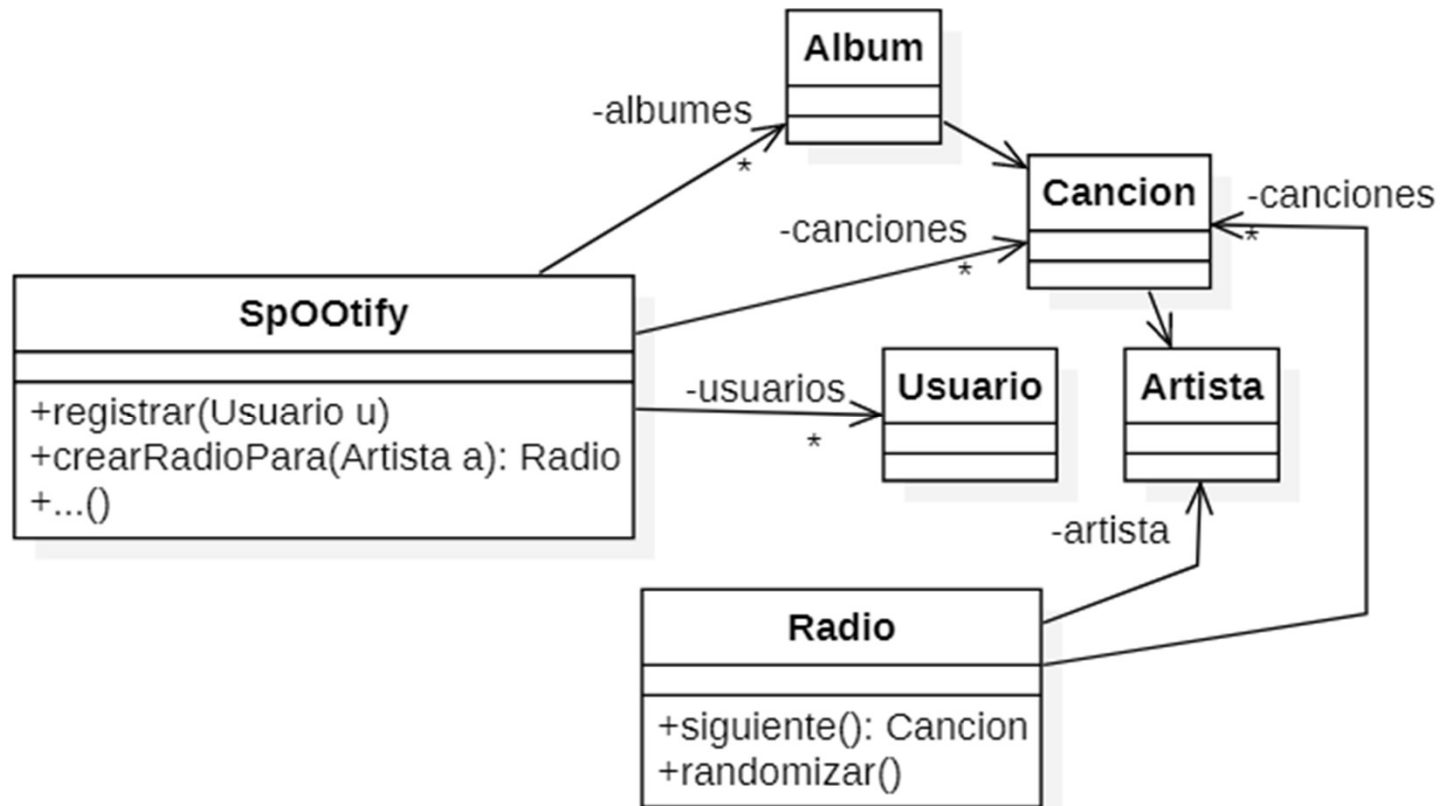 Album
-albumes
*
Cancion
-canciones
*
-canciones
*
SpOOtify
+registrar(Usuario u)
+crearRadioPara(Artista a): Radio
+...()
-usuarios
*
Usuario
Artista
-artista
Radio
+siguiente(): Cancion
+randomizar()